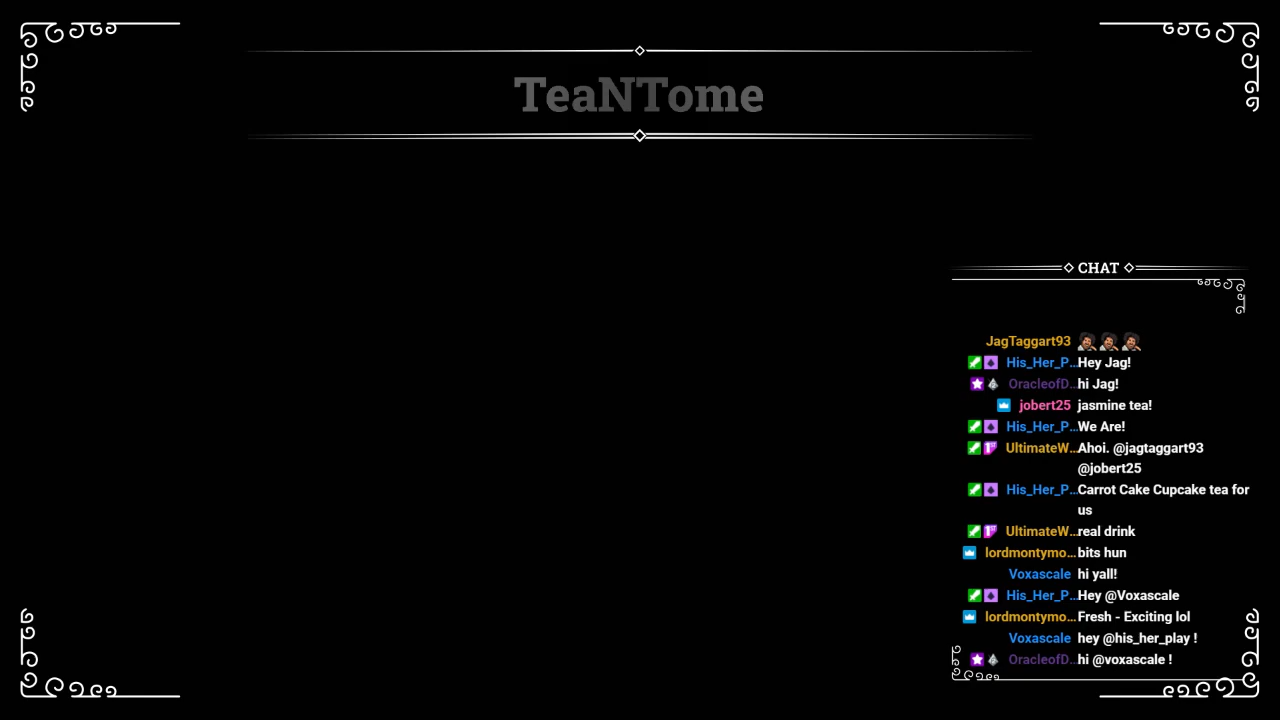 TeaNTome
CHAT
JagTaggart93
His_Her_P... Hey Jag!
OracleofD... hi Jag!
jobert25 jasmine tea!
His_Her_P... We Are!
UltimateW... Ahoi. @jagtaggart93
@jobert25
His_Her_P... Carrot Cake Cupcake tea for
us
UltimateW... real drink
lordmontymo... bits hun
Voxascale hi yall!
His_Her_P... Hey @Voxascale
lordmontymo... Fresh - Exciting lol
Voxascale hey @his_her_play !
OracleofD... hi @voxascale !